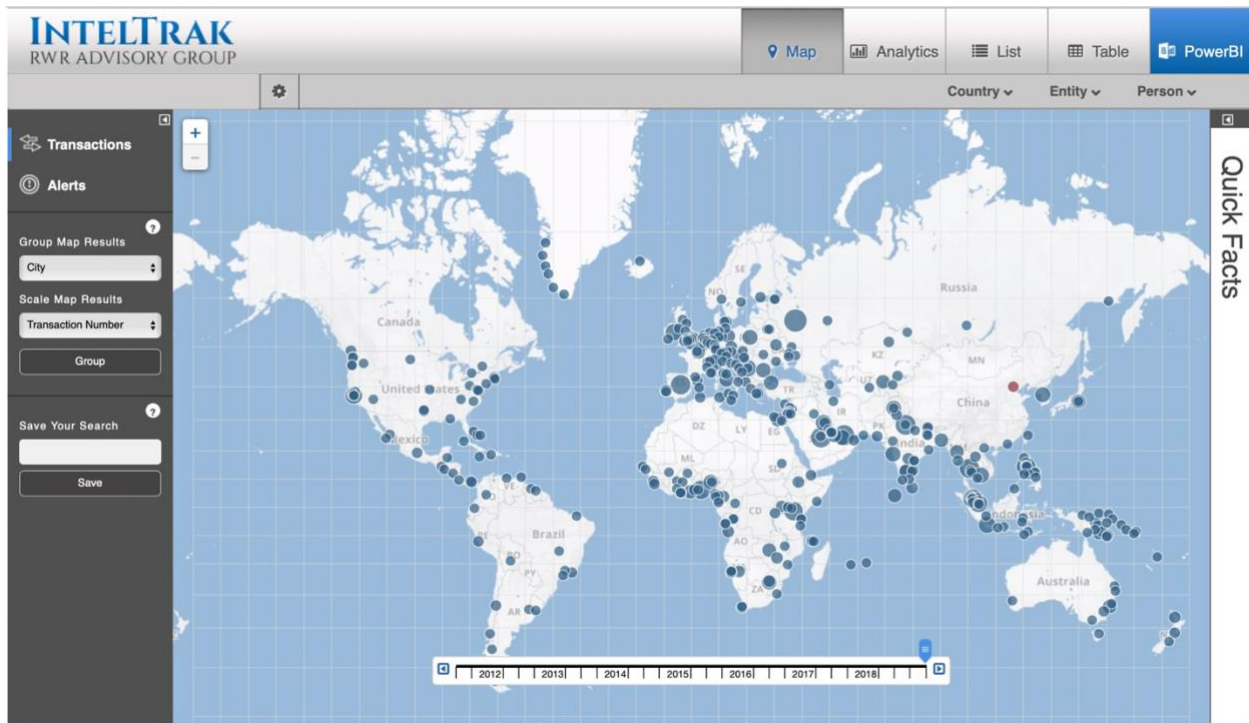 INTELTRAK
RWR ADVISORY GROUP
Map
Analytics
List
Table
PowerBI
Country
Entity
Person
Transactions
Alerts
?
Group Map Results
City
Scale Map Results
Transaction Number
Group
?
Save Your Search
Save
+
−
Quick Facts
SE
NO
Russia
Canada
KZ
MN
United States
TR
UZ
China
IR
PK
DZ
LY
EG
India
Mexico
ML
SD
VE
CD
Indonesia
Brazil
PE
BO
AO
PY
ZA
Australia
AR
2012 2013 2014 2015 2016 2017 2018